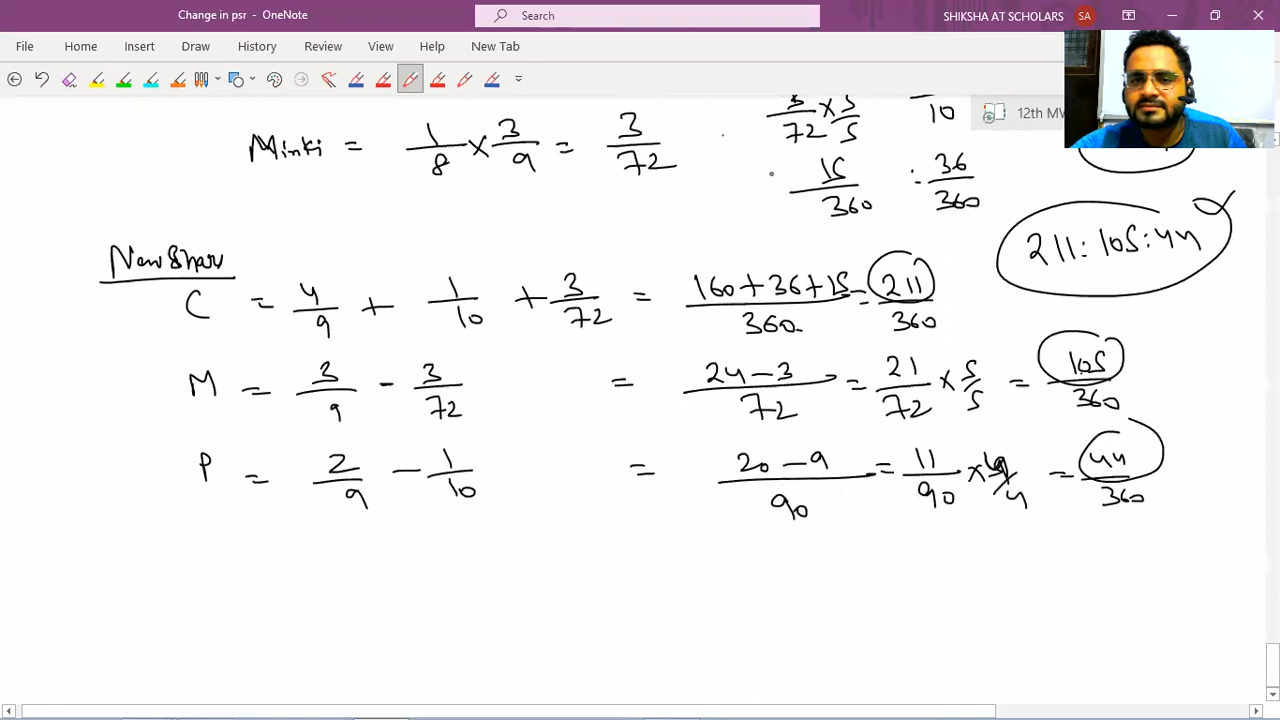 Change in psr - OneNote
Search
SHIKSHA AT SCHOLARS SA
File Home Insert Draw History Review View Help New Tab
12th MW
Minki = 1/8 × 3/9 = 3/72
/72 × 5/5 /10
15/360 : 36/360
211:105:44
New Share
C = 4/9 + 1/10 + 3/72 = 160+36+15/360 = 211/360
M = 3/9 - 3/72 = 24-3/72 = 21/72 × 5/5 = 105/360
P = 2/9 - 1/10 = 20-9/90 = 11/90 × /4 = 44/360